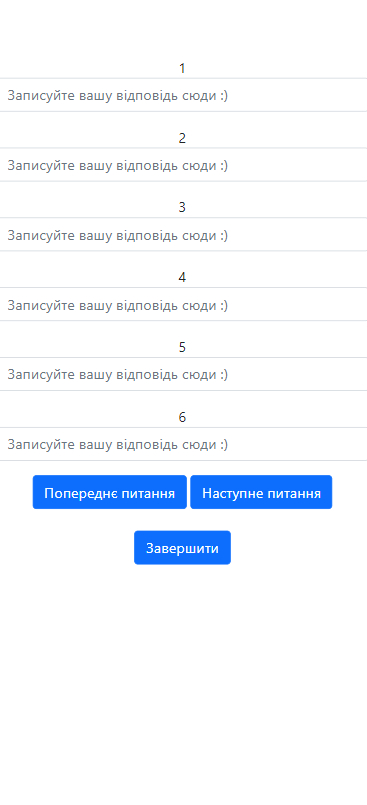 1
Записуйте вашу відповідь сюди :)
2
Записуйте вашу відповідь сюди :)
3
Записуйте вашу відповідь сюди :)
4
Записуйте вашу відповідь сюди :)
5
Записуйте вашу відповідь сюди :)
6
Записуйте вашу відповідь сюди :)
Попереднє питання Наступне питання
Завершити